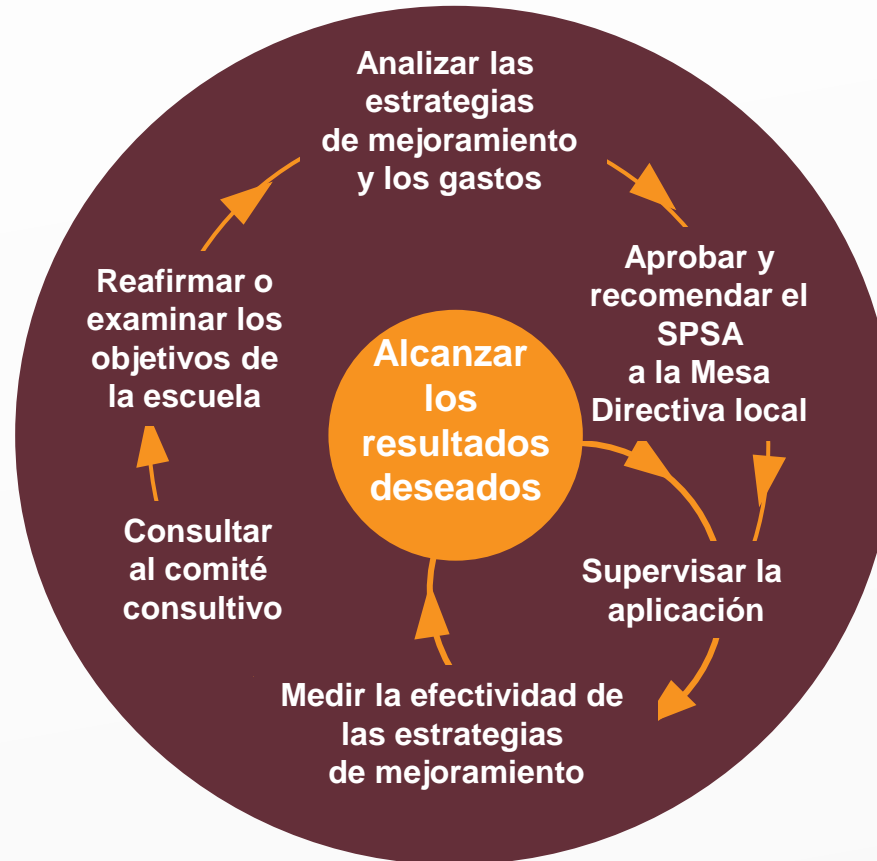 Analizar las
estrategias
de mejoramiento
y los gastos
Aprobar y
recomendar el
SPSA
a la Mesa
Directiva local
Reafirmar o
examinar los
objetivos de
la escuela
Alcanzar
los
resultados
deseados
Consultar
al comité
consultivo
Supervisar la
aplicación
Medir la efectividad de
las estrategias
de mejoramiento